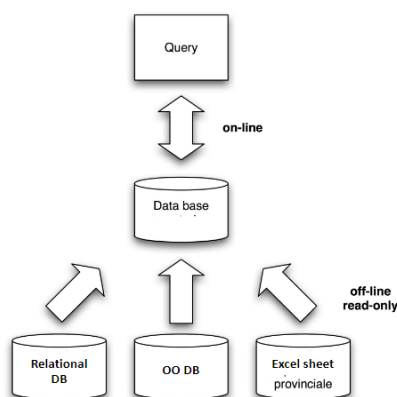 Query
on-line
Data base
off-line
read-only
Relational
DB
OO DB
Excel sheet
provinciale